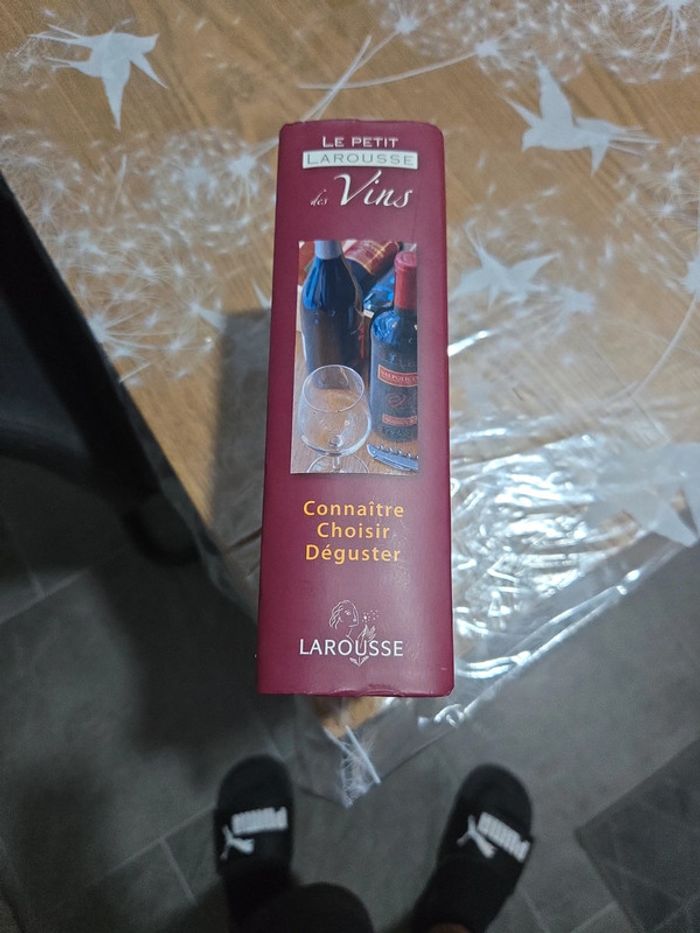 LE PETIT
LAROUSSE
des Vins
Connaître
Choisir
Déguster
LAROUSSE
PUMA
PUMA